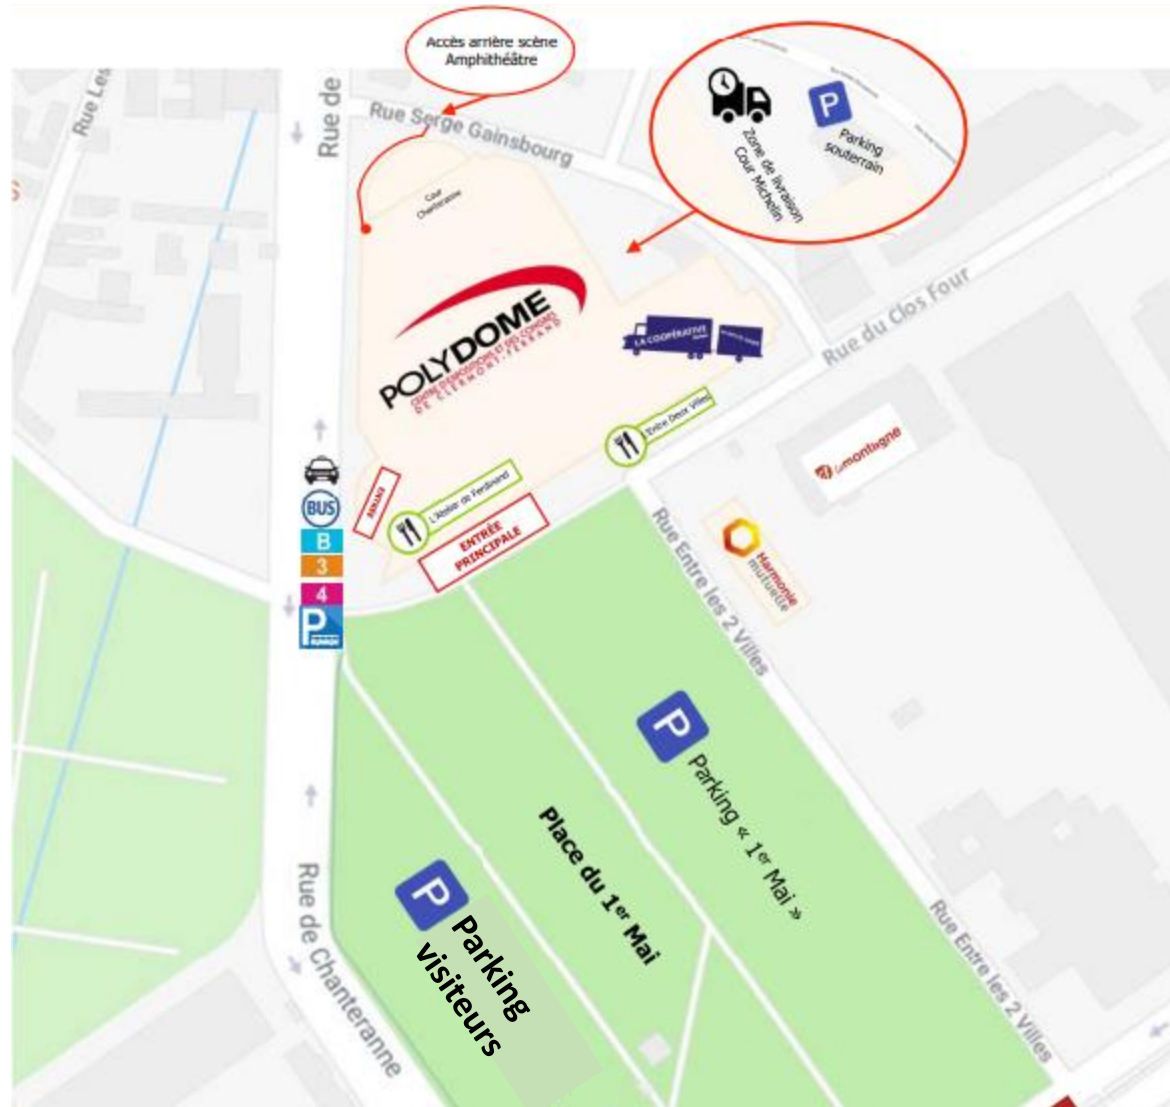 Accès arrière scène
Amphithéâtre
Rue Les
Rue de
Rue Serge Gainsbourg
Zone de livraison
Cour Michelin
P
Parking
souterrain
S
Cour
Chanteranne
POLYDOME
CENTRE D'EXPOSITIONS ET DES CONGRÈS
DE CLERMONT-FERRAND
LA COOPÉRATIVE
Rue du Clos Four
L'Entre Deux Villes
la montagne
ENTRÉE
L'Atelier de Ferdinand
ENTRÉE
PRINCIPALE
BUS
B
3
4
P
Harmonie
mutuelle
Rue Entre les 2 Villes
P
Parking « 1er Mai »
Place du 1er Mai
P
Parking
visiteurs
Rue de Chanteranne
Rue Entre les 2 Villes